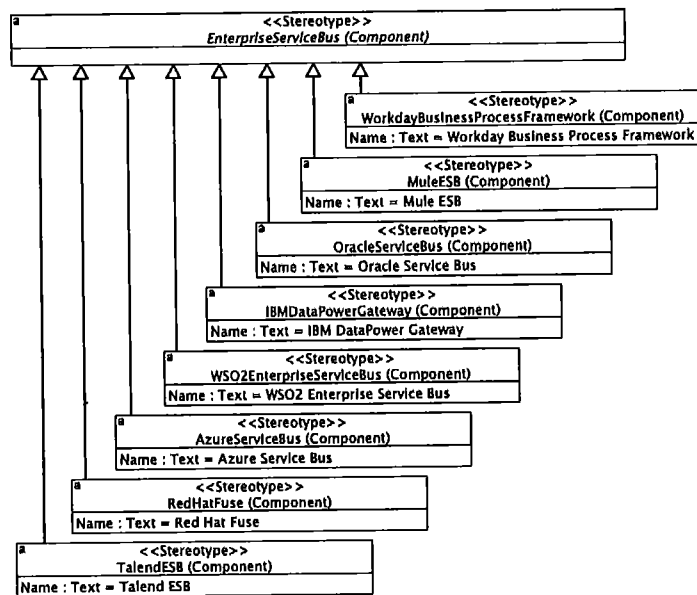 a
<<Stereotype>>
EnterpriseServiceBus (Component)
a
<<Stereotype>>
WorkdayBusinessProcessFramework (Component)
Name : Text = Workday Business Process Framework
a
<<Stereotype>>
MuleESB (Component)
Name : Text = Mule ESB
a
<<Stereotype>>
OracleServiceBus (Component)
Name : Text = Oracle Service Bus
a
<<Stereotype>>
IBMDataPowerGateway (Component)
Name : Text = IBM DataPower Gateway
a
<<Stereotype>>
WSO2EnterpriseServiceBus (Component)
Name : Text = WSO2 Enterprise Service Bus
a
<<Stereotype>>
AzureServiceBus (Component)
Name : Text = Azure Service Bus
a
<<Stereotype>>
RedHatFuse (Component)
Name : Text = Red Hat Fuse
a
<<Stereotype>>
TalendESB (Component)
Name : Text = Talend ESB